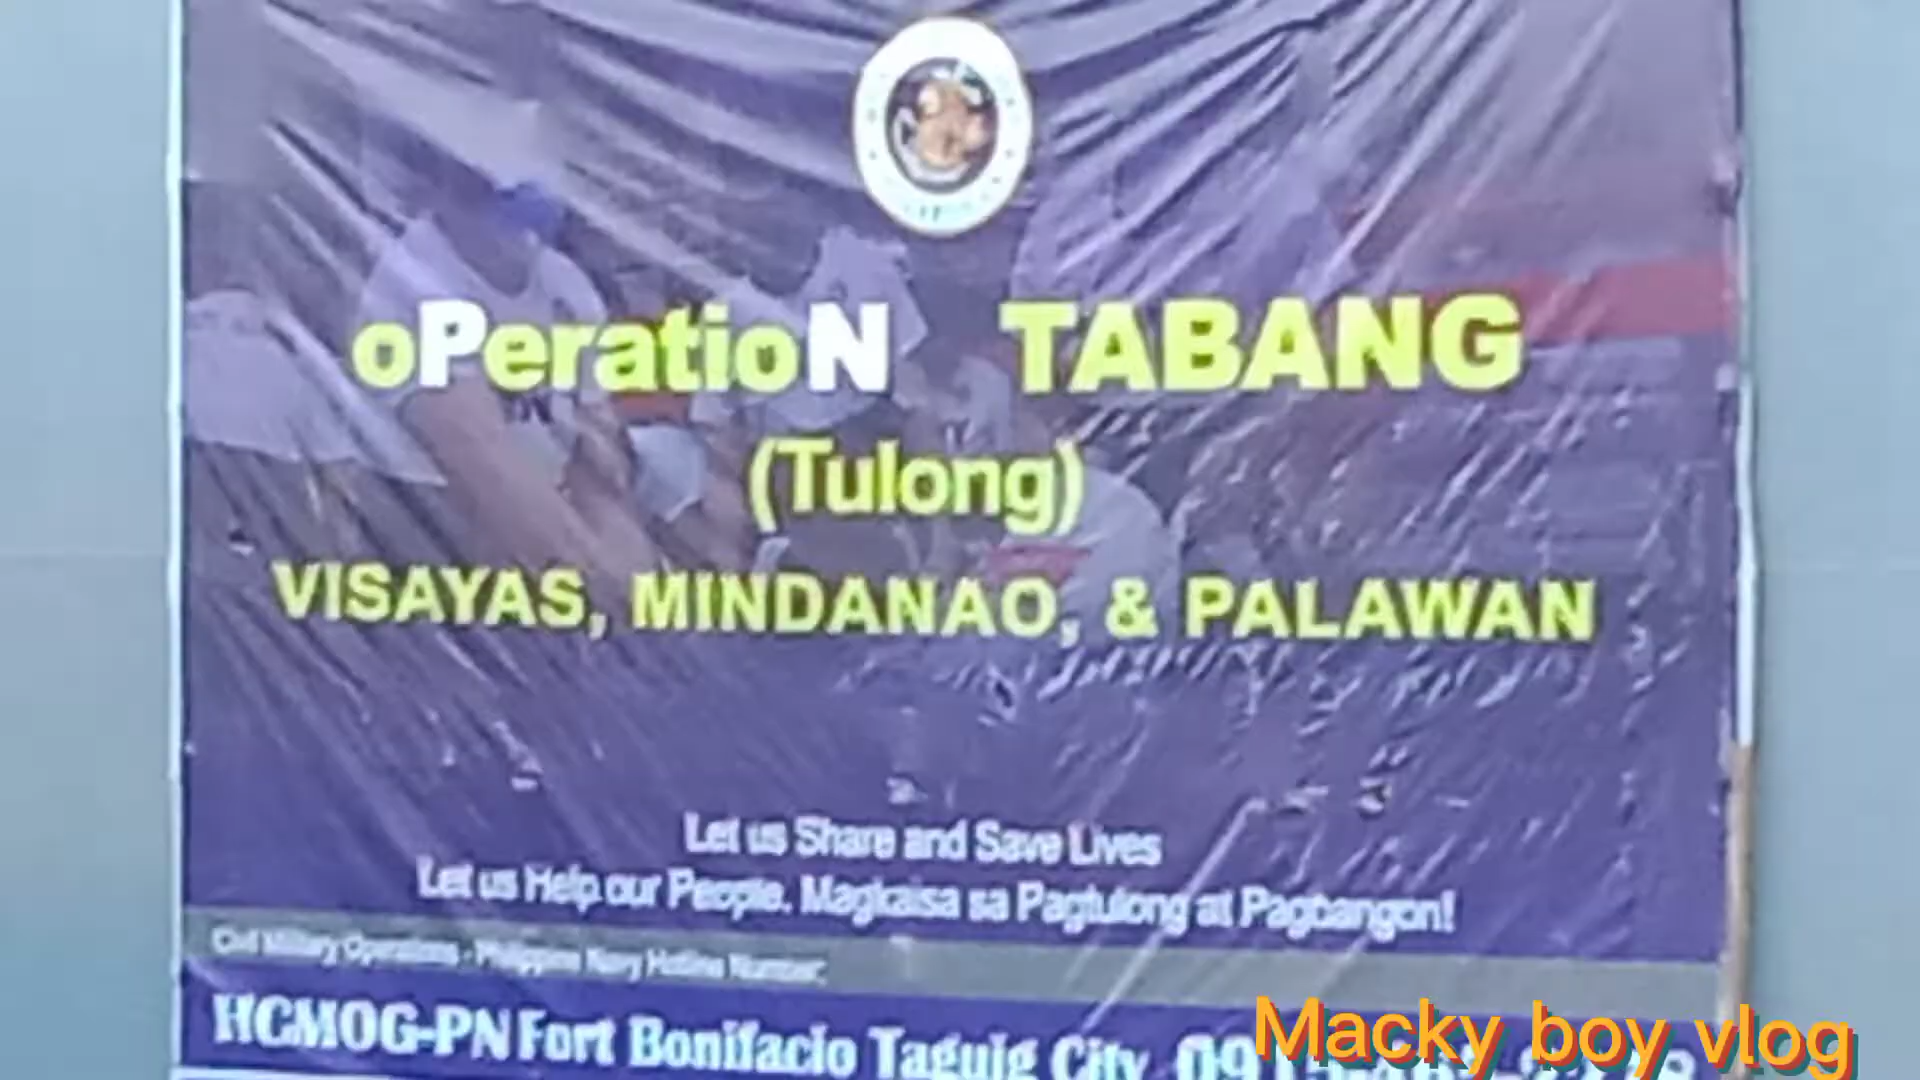 oPeratioN TABANG
(Tulong)
VISAYAS, MINDANAO, & PALAWAN
Let us Share and Save Lives
Let us Help our People. Magkaisa sa Pagtulong at Pagbangon!
Civil Military Operations - Philippine Navy Hotline Number:
HCMOG-PN Fort Bonifacio Taguig City
Macky boy vlog